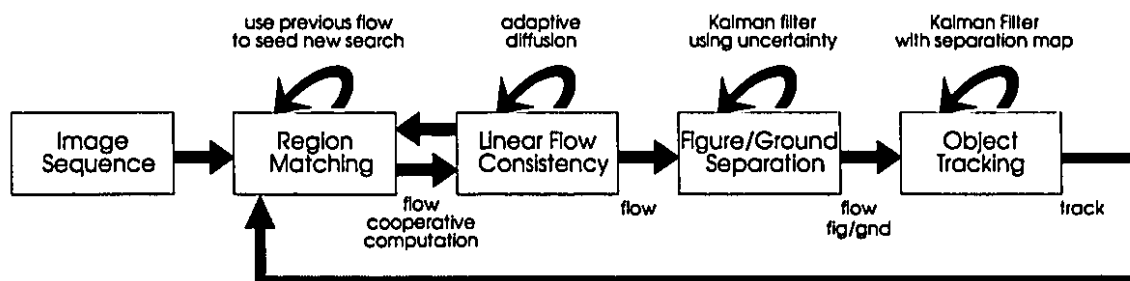 use previous flow
to seed new search
adaptive
diffusion
Kalman filter
using uncertainty
Kalman Filter
with separation map
Image
Sequence
Region
Matching
Linear Flow
Consistency
Figure/Ground
Separation
Object
Tracking
flow
cooperative
computation
flow
flow
fig/gnd
track